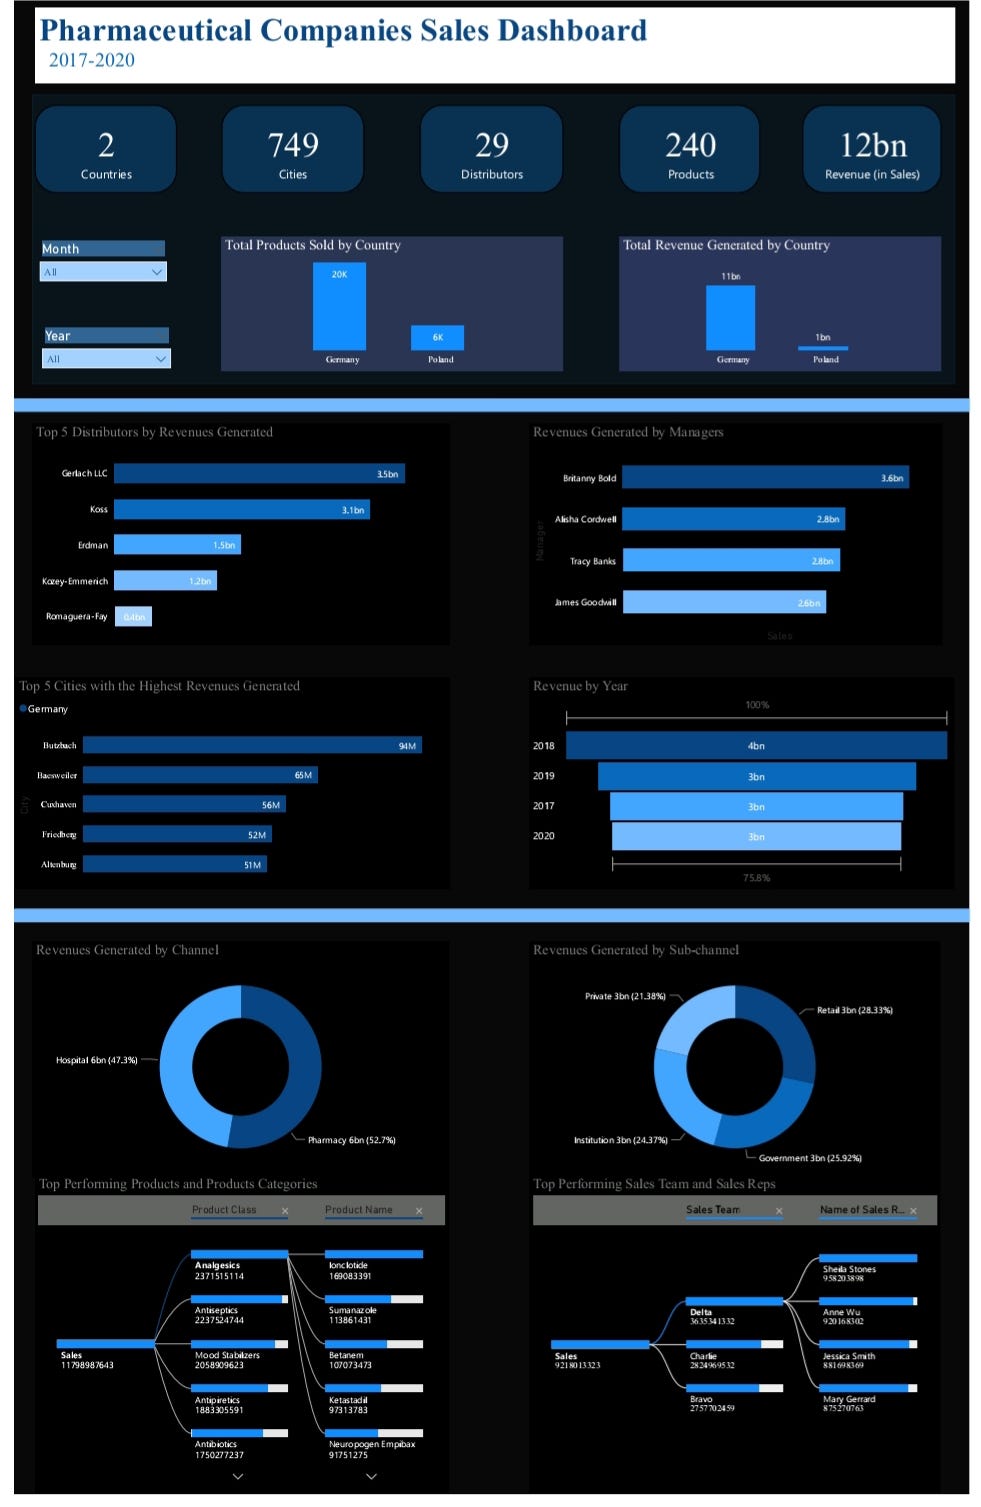 Pharmaceutical Companies Sales Dashboard
2017-2020
2
Countries
749
Cities
29
Distributors
240
Products
12bn
Revenue (in Sales)
Month
All
Year
All
Total Products Sold by Country
20K
6K
Germany
Poland
Total Revenue Generated by Country
11bn
1bn
Germany
Poland
Top 5 Distributors by Revenues Generated
Gerlach LLC 3.5bn
Koss 3.1bn
Erdman 1.5bn
Kozey-Emmerich 1.2bn
Romaguera-Fay 0.4bn
Revenues Generated by Managers
Manager
Britanny Bold 3.6bn
Alisha Cordwell 2.8bn
Tracy Banks 2.8bn
James Goodwill 2.6bn
Sales
Top 5 Cities with the Highest Revenues Generated
Germany
City
Butzbach 94M
Baesweiler 65M
Cuxhaven 56M
Friedberg 52M
Altenburg 51M
Revenue by Year
100%
2018 4bn
2019 3bn
2017 3bn
2020 3bn
75.8%
Revenues Generated by Channel
Hospital 6bn (47.3%)
Pharmacy 6bn (52.7%)
Revenues Generated by Sub-channel
Private 3bn (21.38%)
Retail 3bn (28.33%)
Institution 3bn (24.37%)
Government 3bn (25.92%)
Top Performing Products and Products Categories
Product Class
Product Name
Sales
11798987643
Analgesics
2371515114
Antiseptics
2237524744
Mood Stabilizers
2058909623
Antipiretics
1883305591
Antibiotics
1750277237
Ionclotide
169083391
Sumanazole
113861431
Betanem
107073473
Ketastadil
97313783
Neuropogen Empibax
91751275
Top Performing Sales Team and Sales Reps
Sales Team
Name of Sales R...
Sales
9218013323
Delta
3635341332
Charlie
2824969532
Bravo
2757702459
Sheila Stones
958203898
Anne Wu
920168302
Jessica Smith
881698369
Mary Gerrard
875270763